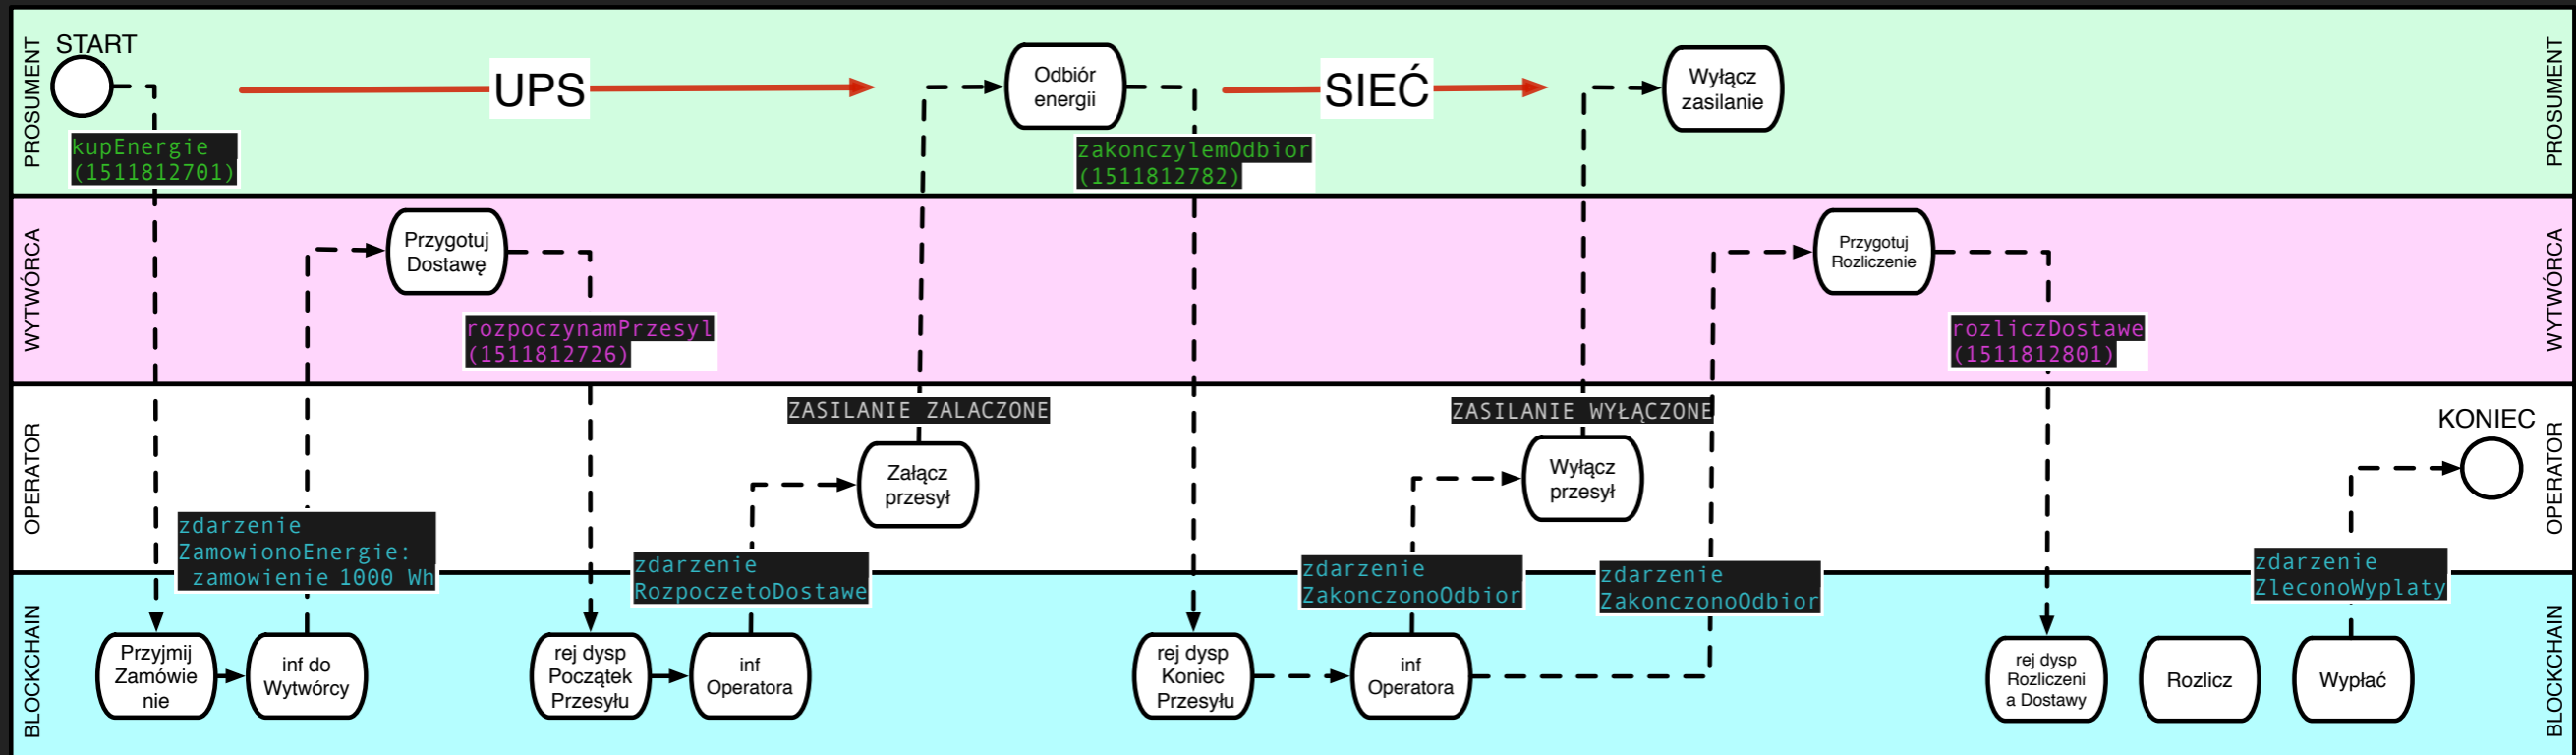 PROSUMENT
START
UPS
Odbiór
energii
SIEĆ
Wyłącz
zasilanie
PROSUMENT
kupEnergie
(1511812701)
zakonczylemOdbior
(1511812782)
WYTWÓRCA
Przygotuj
Dostawę
Przygotuj
Rozliczenie
WYTWÓRCA
rozpoczynamPrzesyl
(1511812726)
rozliczDostawe
(1511812801)
OPERATOR
ZASILANIE ZALACZONE
ZASILANIE WYŁĄCZONE
KONIEC
OPERATOR
Załącz
przesył
Wyłącz
przesył
zdarzenie
ZamowionoEnergie:
zamowienie 1000 Wh
zdarzenie
RozpoczetoDostawe
zdarzenie
ZakonczonoOdbior
zdarzenie
ZakonczonoOdbior
zdarzenie
ZleconoWyplaty
BLOCKCHAIN
Przyjmij
Zamówie
nie
inf do
Wytwórcy
rej dysp
Początek
Przesyłu
inf
Operatora
rej dysp
Koniec
Przesyłu
inf
Operatora
rej dysp
Rozliczeni
a Dostawy
Rozlicz
Wypłać
BLOCKCHAIN